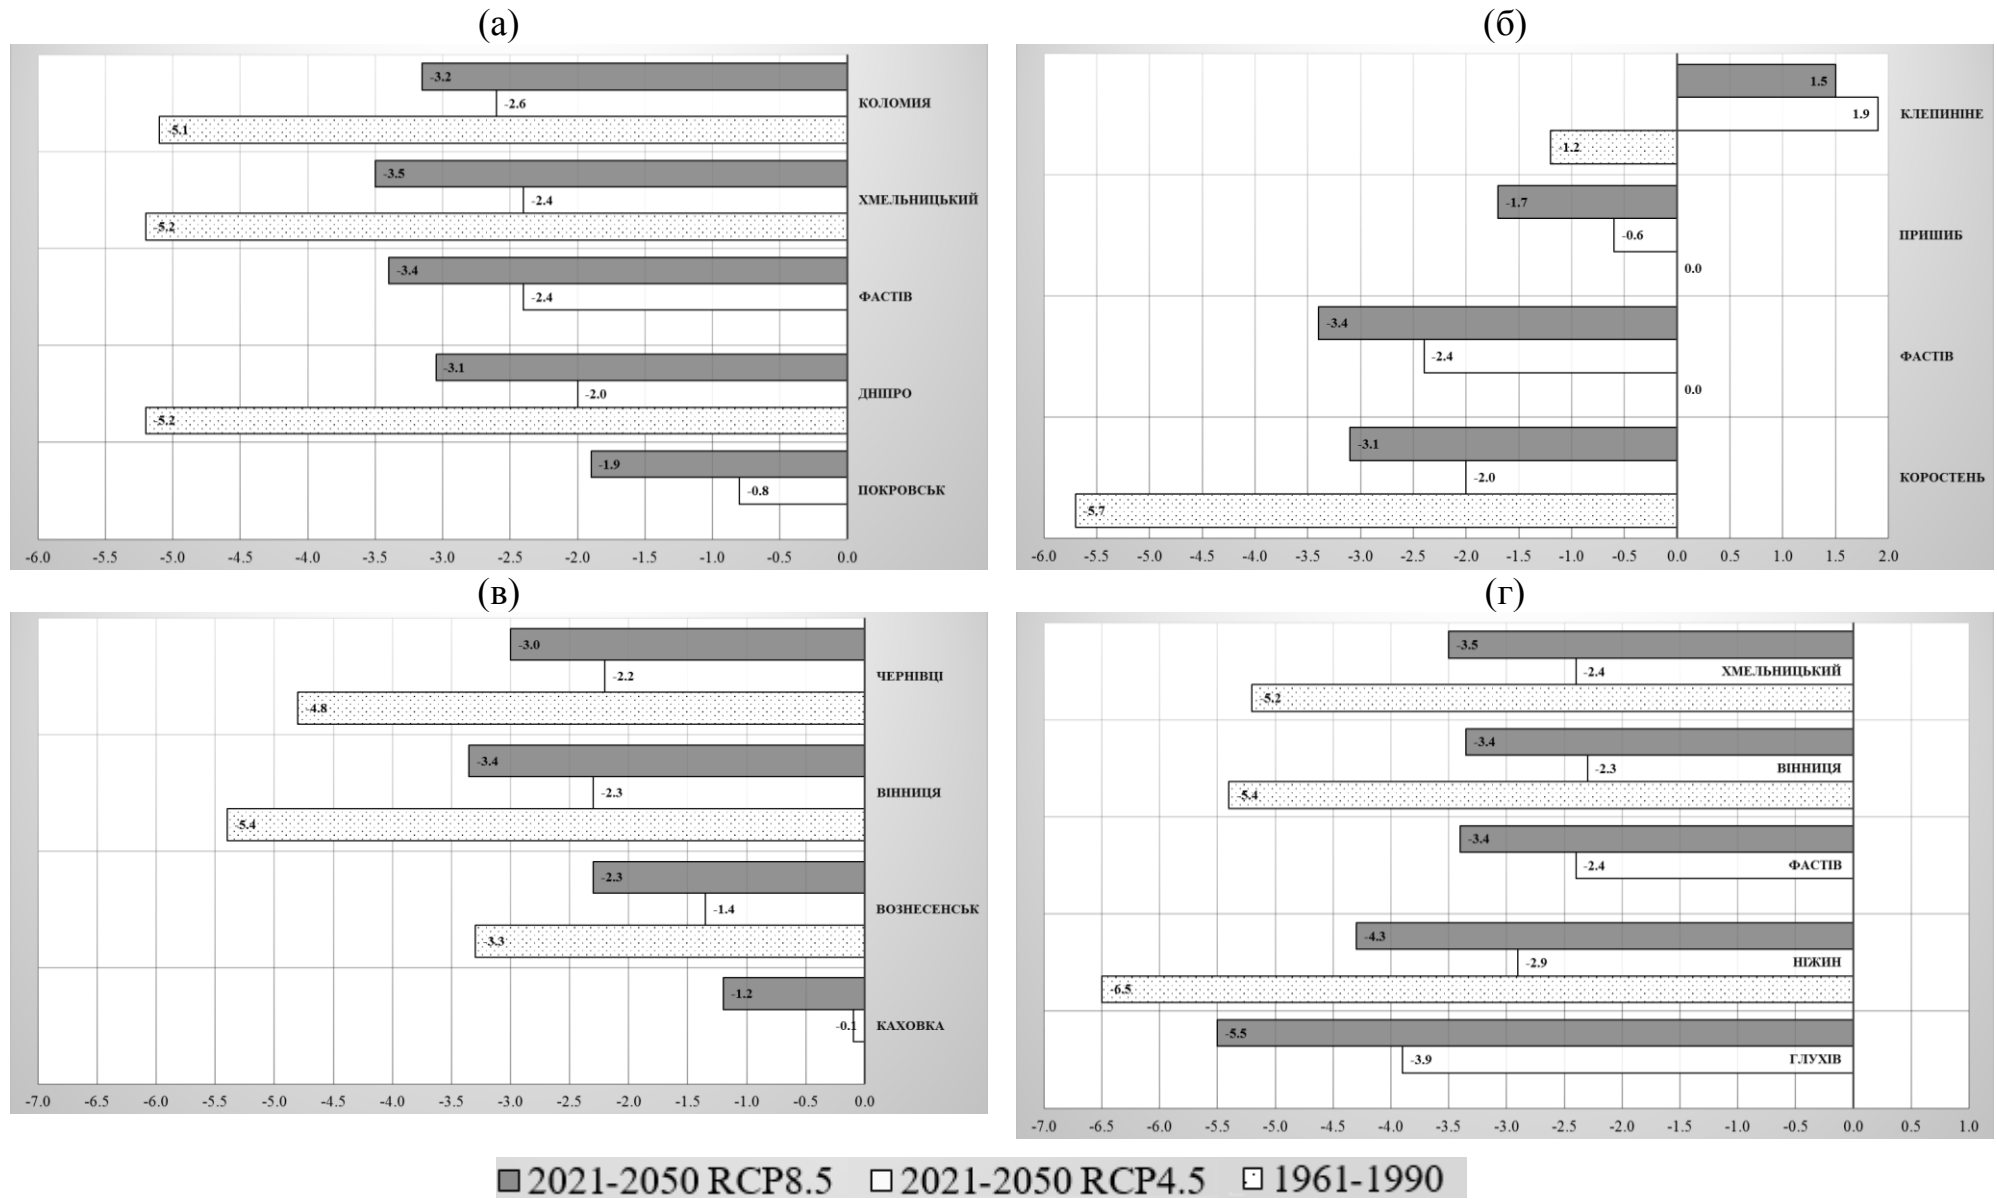 (а)
-3.2
-2.6
КОЛОМИЯ
-5.1
-3.5
-2.4
ХМЕЛЬНИЦЬКИЙ
-5.2
-3.4
-2.4
ФАСТІВ
-3.1
-2.0
ДНІПРО
-5.2
-1.9
-0.8
ПОКРОВСЬК
-6.0 -5.5 -5.0 -4.5 -4.0 -3.5 -3.0 -2.5 -2.0 -1.5 -1.0 -0.5 0.0
(б)
1.5
1.9
КЛЕПИНІНЕ
-1.2
-1.7
-0.6
ПРИШИБ
0.0
-3.4
-2.4
ФАСТІВ
0.0
-3.1
-2.0
КОРОСТЕНЬ
-5.7
-6.0 -5.5 -5.0 -4.5 -4.0 -3.5 -3.0 -2.5 -2.0 -1.5 -1.0 -0.5 0.0 0.5 1.0 1.5 2.0
(в)
-3.0
-2.2
ЧЕРНІВЦІ
-4.8
-3.4
-2.3
ВІННИЦЯ
-5.4
-2.3
-1.4
ВОЗНЕСЕНСЬК
-3.3
-1.2
-0.1
КАХОВКА
-7.0 -6.5 -6.0 -5.5 -5.0 -4.5 -4.0 -3.5 -3.0 -2.5 -2.0 -1.5 -1.0 -0.5 0.0
(г)
-3.5
-2.4
ХМЕЛЬНИЦЬКИЙ
-5.2
-3.4
-2.3
ВІННИЦЯ
-5.4
-3.4
-2.4
ФАСТІВ
-4.3
-2.9
НІЖИН
-6.5
-5.5
-3.9
ГЛУХІВ
-7.0 -6.5 -6.0 -5.5 -5.0 -4.5 -4.0 -3.5 -3.0 -2.5 -2.0 -1.5 -1.0 -0.5 0.0 0.5 1.0
2021-2050 RCP8.5 2021-2050 RCP4.5 1961-1990